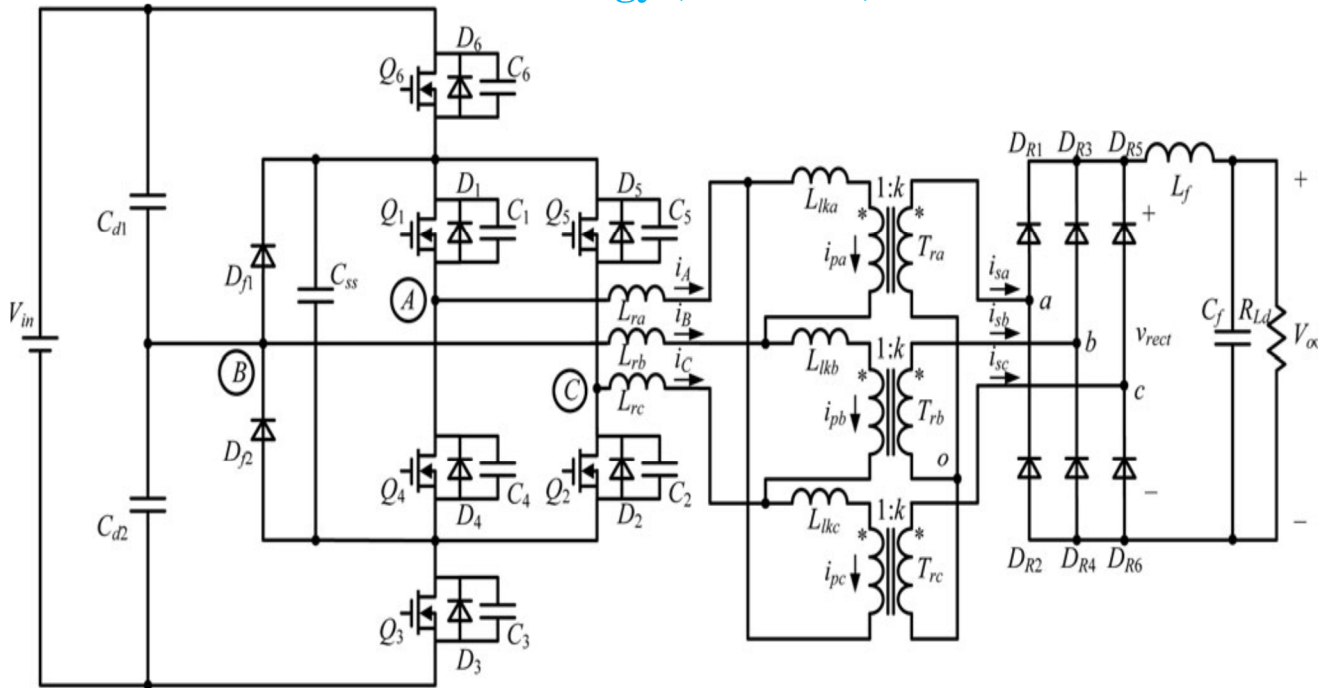 D6
Q6
C6
DR1 DR3 DR5
Lf
+
Llka
1:k
D1
D5
Q1
C1
Q5
C5
*
*
+
Cd1
ipa
Tra
Df1
Css
iA
isa
A
Lra
a
Vin
iB
isb
Cf
RLd
B
Lrb
Llkb
1:k
b
vrect
iC
isc
C
Lrc
*
*
c
ipb
Trb
Df2
o
Q4
C4
Q2
C2
Cd2
D4
D2
Llkc
1:k
−
−
*
*
DR2 DR4 DR6
ipc
Trc
Q3
C3
D3